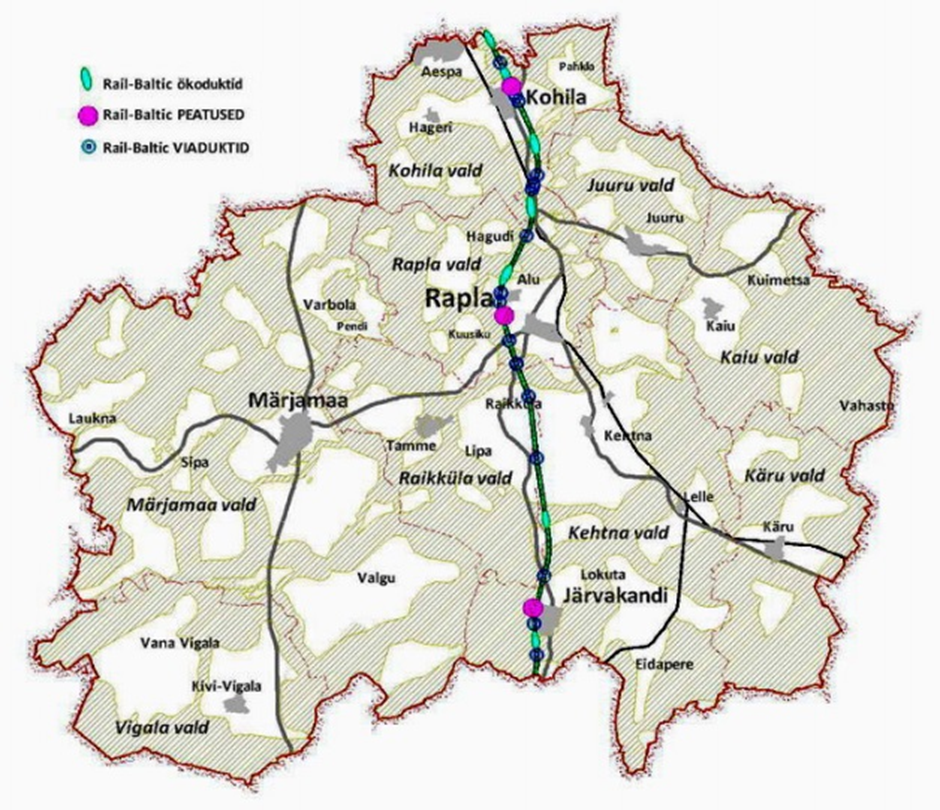 Rail-Baltic ökoduktid
Rail-Baltic PEATUSED
Rail-Baltic VIADUKTID
Aespa
Pahkla
Kohila
Hageri
Kohila vald
Juuru vald
Juuru
Hagudi
Rapla vald
Alu
Kuimetsa
Rapla
Varbola
Pendi
Kuusiku
Kaiu
Kaiu vald
Märjamaa
Raikküla
Vahastu
Laukna
Kehtna
Tamme
Lipa
Sipa
Raikküla vald
Käru vald
Märjamaa vald
Lelle
Käru
Kehtna vald
Valgu
Lokuta
Järvakandi
Vana Vigala
Eidapere
Kivi-Vigala
Vigala vald